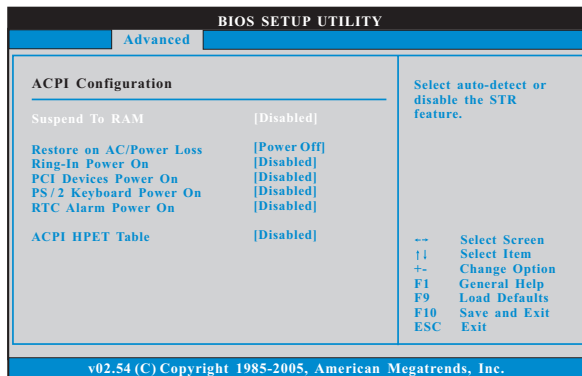 BIOS SETUP UTILITY
Advanced
ACPI Configuration
Suspend To RAM [Disabled]
Restore on AC/Power Loss [Power Off]
Ring-In Power On [Disabled]
PCI Devices Power On [Disabled]
PS/2 Keyboard Power On [Disabled]
RTC Alarm Power On [Disabled]
ACPI HPET Table [Disabled]
Select auto-detect or
disable the STR
feature.
←→ Select Screen
↑↓ Select Item
+- Change Option
F1 General Help
F9 Load Defaults
F10 Save and Exit
ESC Exit
v02.54 (C) Copyright 1985-2005, American Megatrends, Inc.